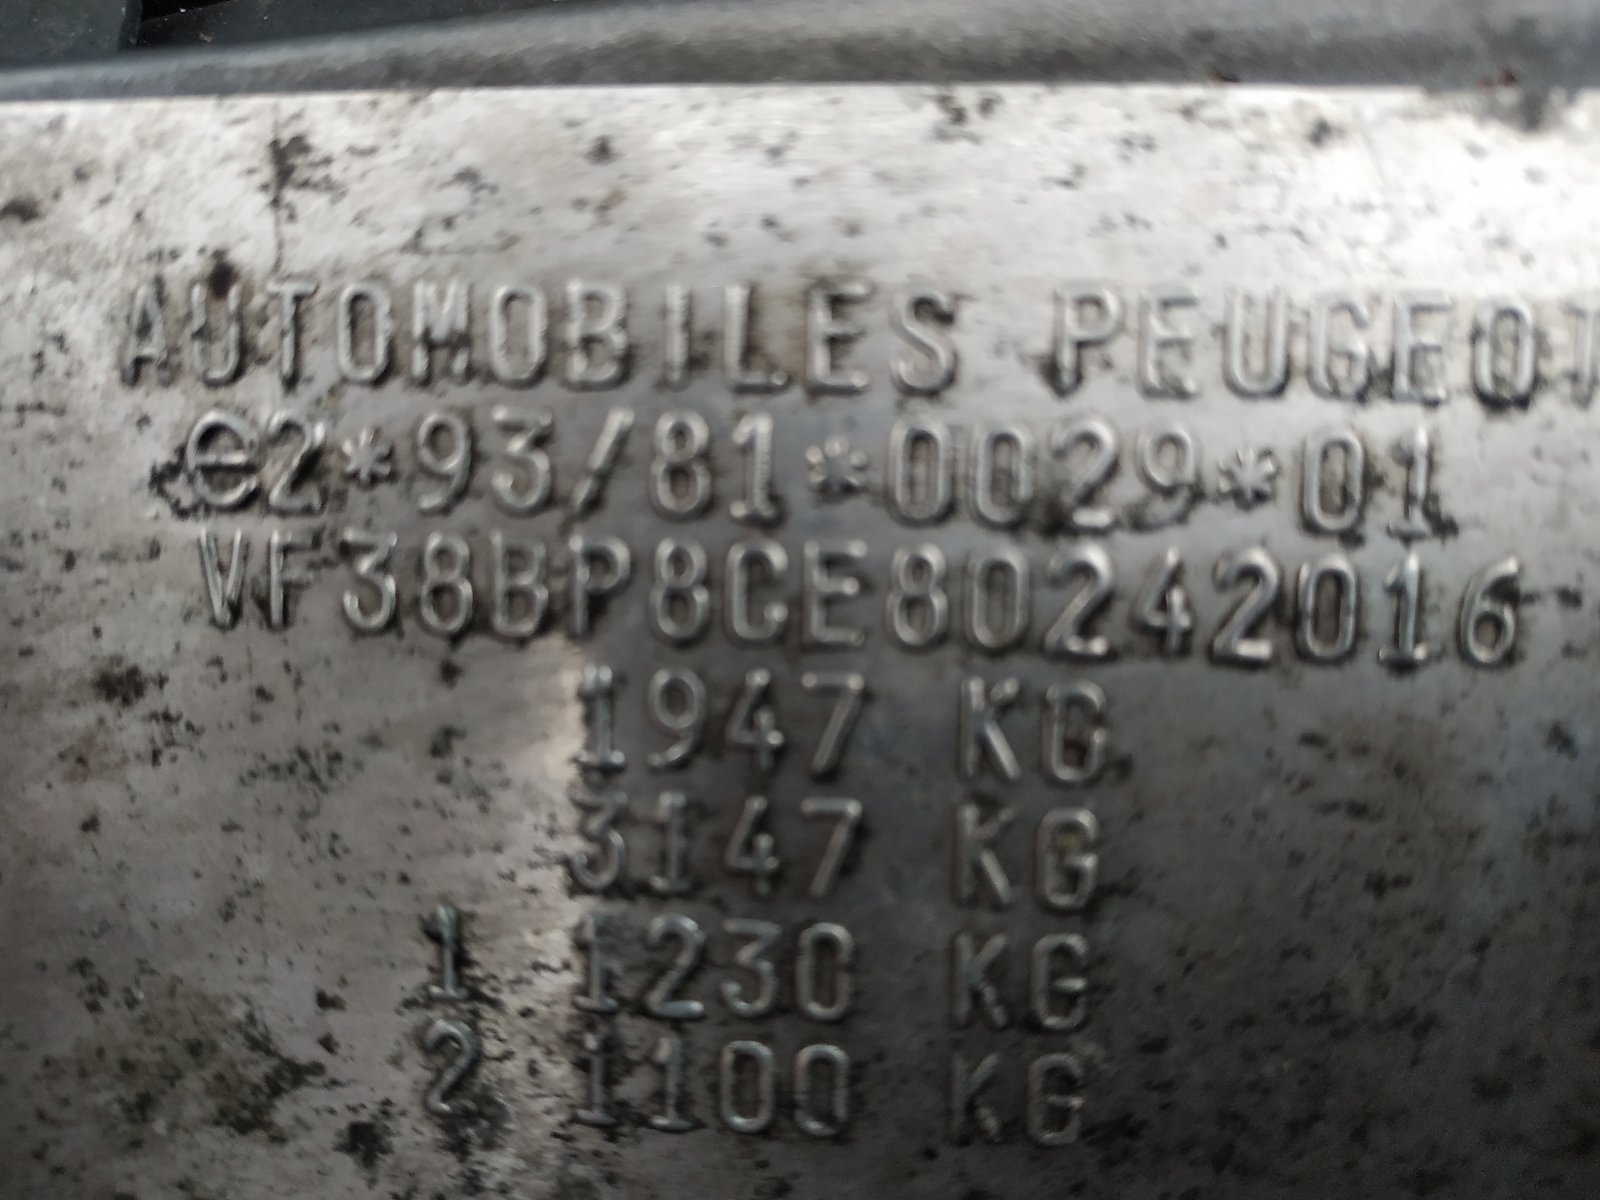 AUTOMOBILES PEUGEOT
e2*93/81*0029*01
VF38BP8CE80242016
1947 KG
3147 KG
1 1230 KG
2 1100 KG